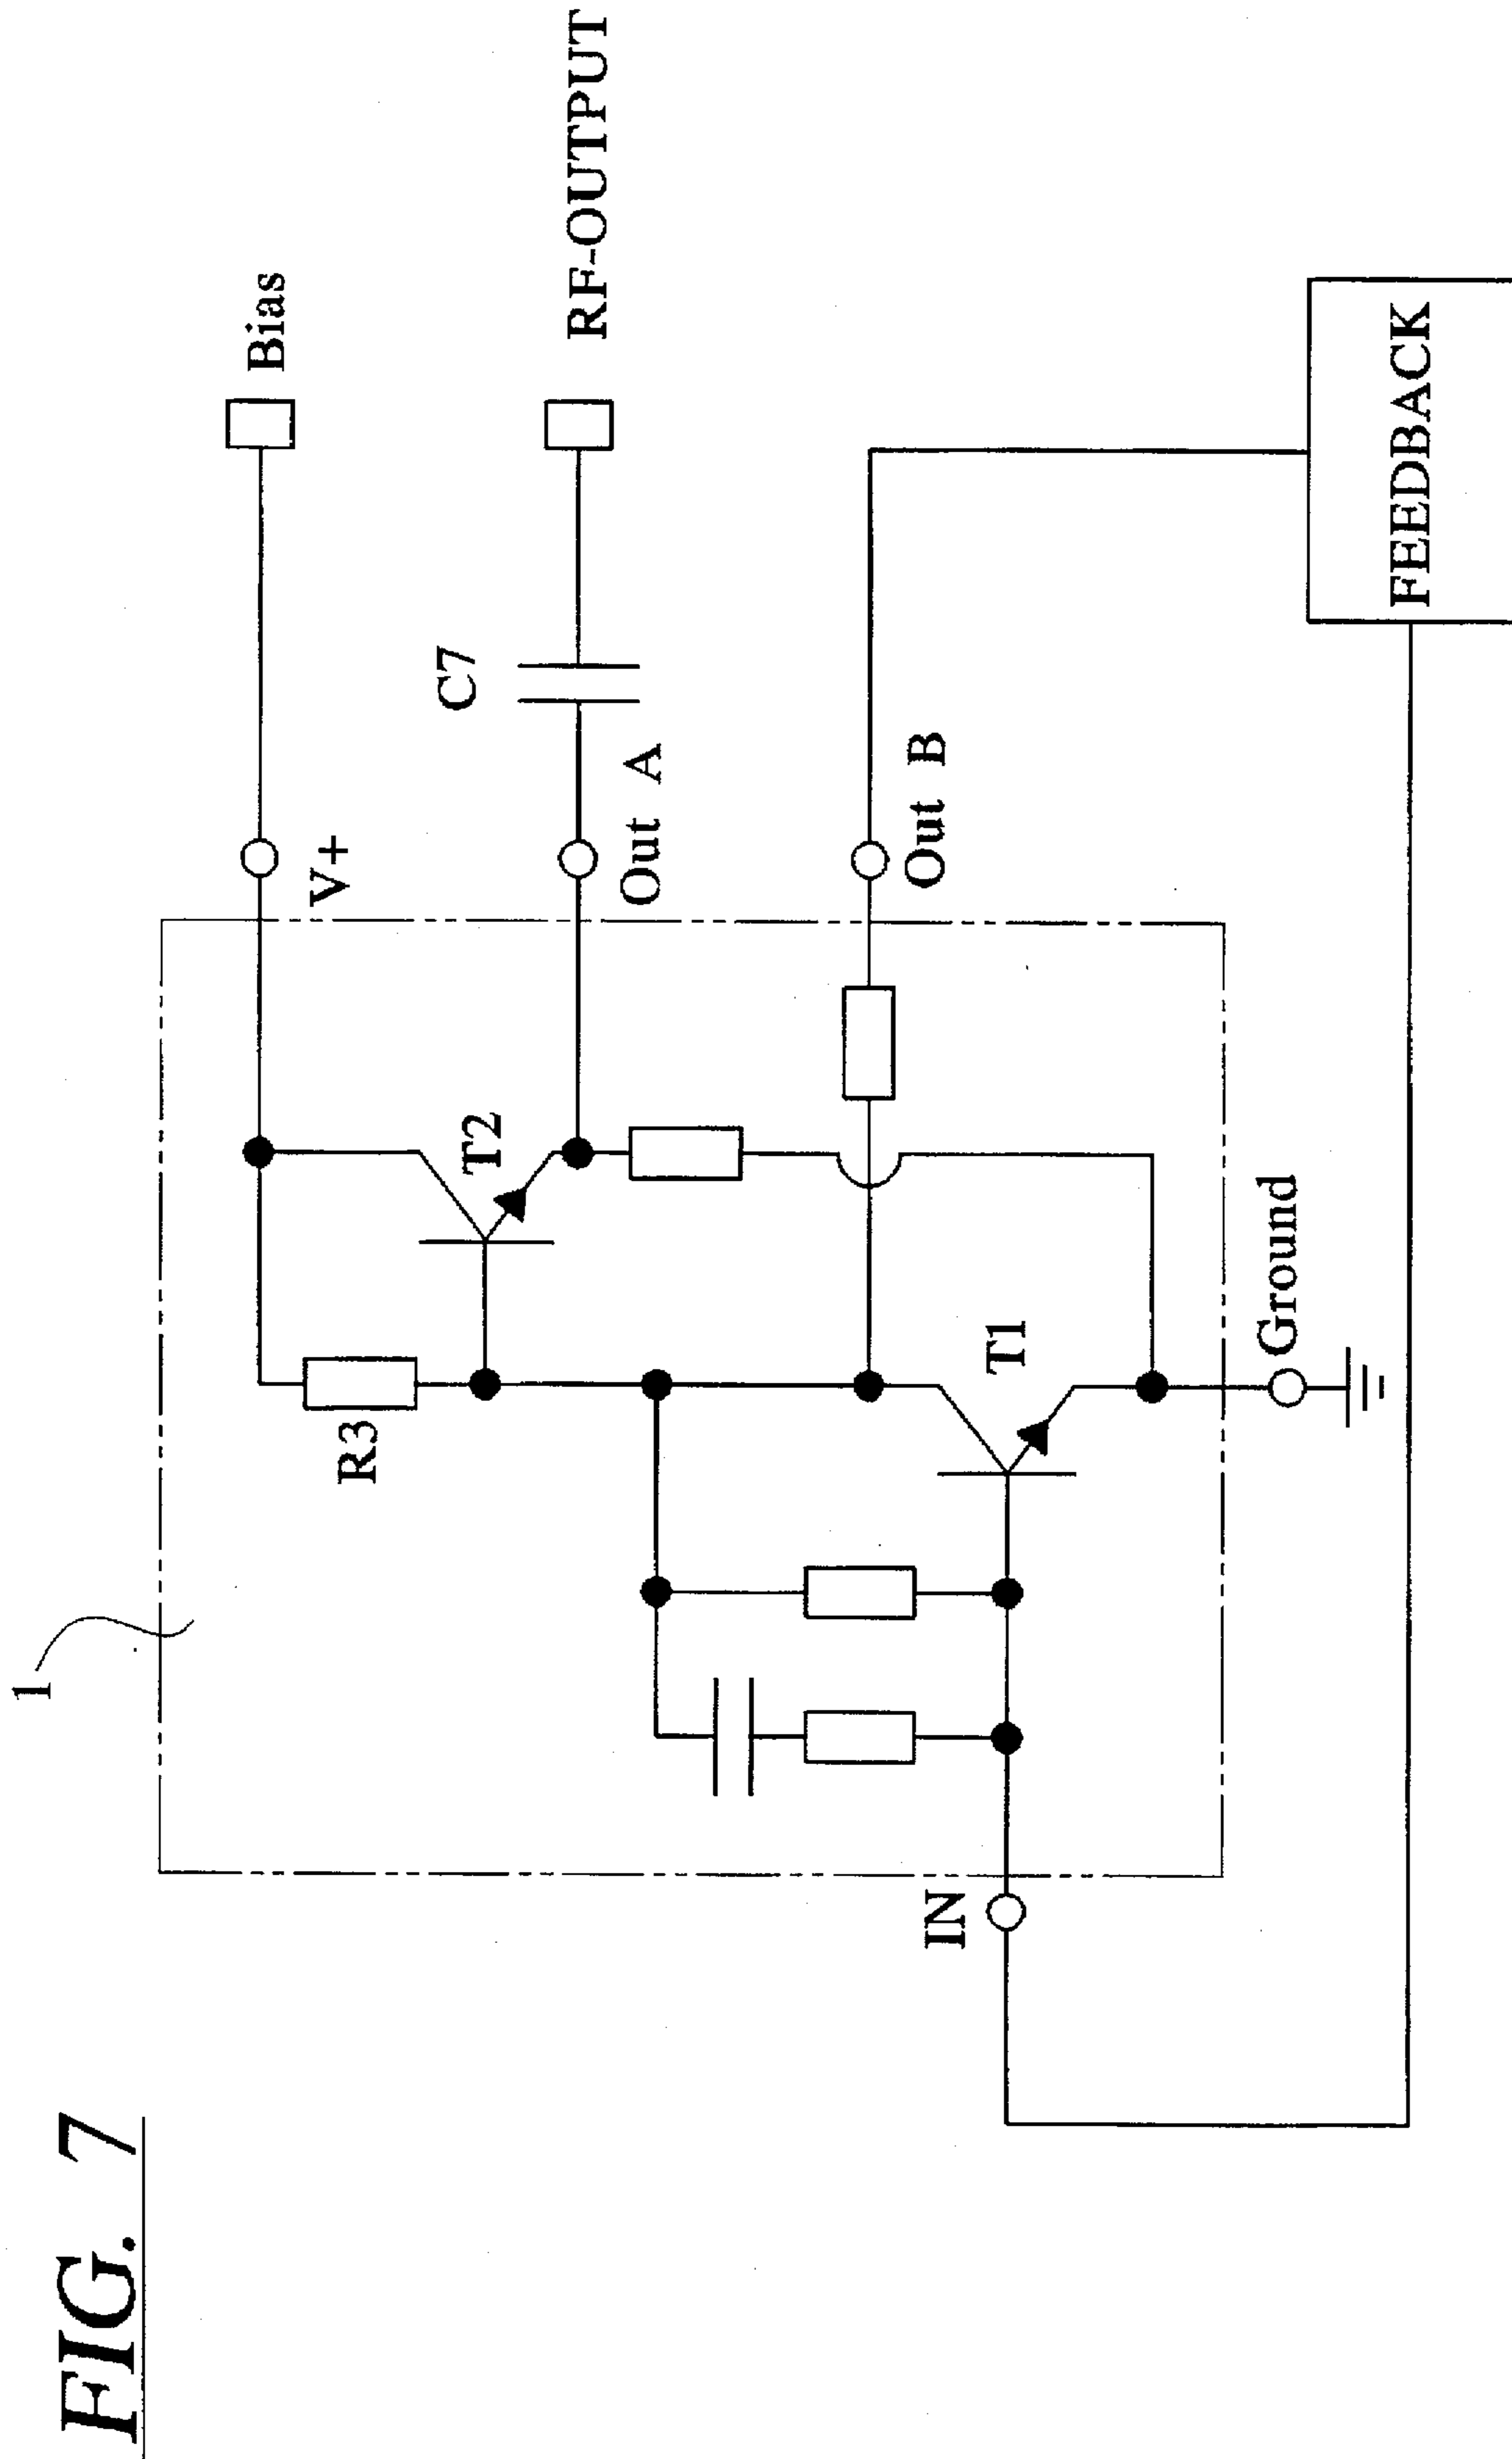 FIG. 7
1
Bias
V+
R3
T2
C7
RF-OUTPUT
Out A
Out B
IN
T1
Ground
FEEDBACK